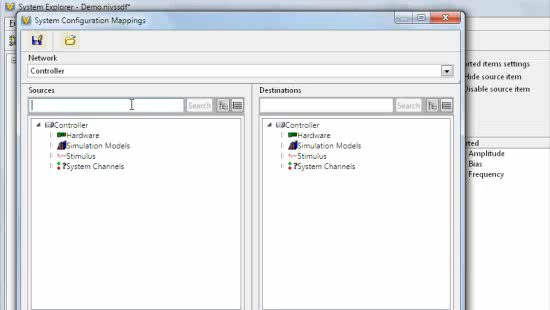 System Explorer - Demo.nivssdf*
System Configuration Mappings
Network
Controller
Sources
Destinations
Search
Search
Controller
Hardware
Simulation Models
Stimulus
System Channels
Controller
Hardware
Simulation Models
Stimulus
System Channels
orted items settings
Hide source item
Disable source item
rted
Amplitude
Bias
Frequency